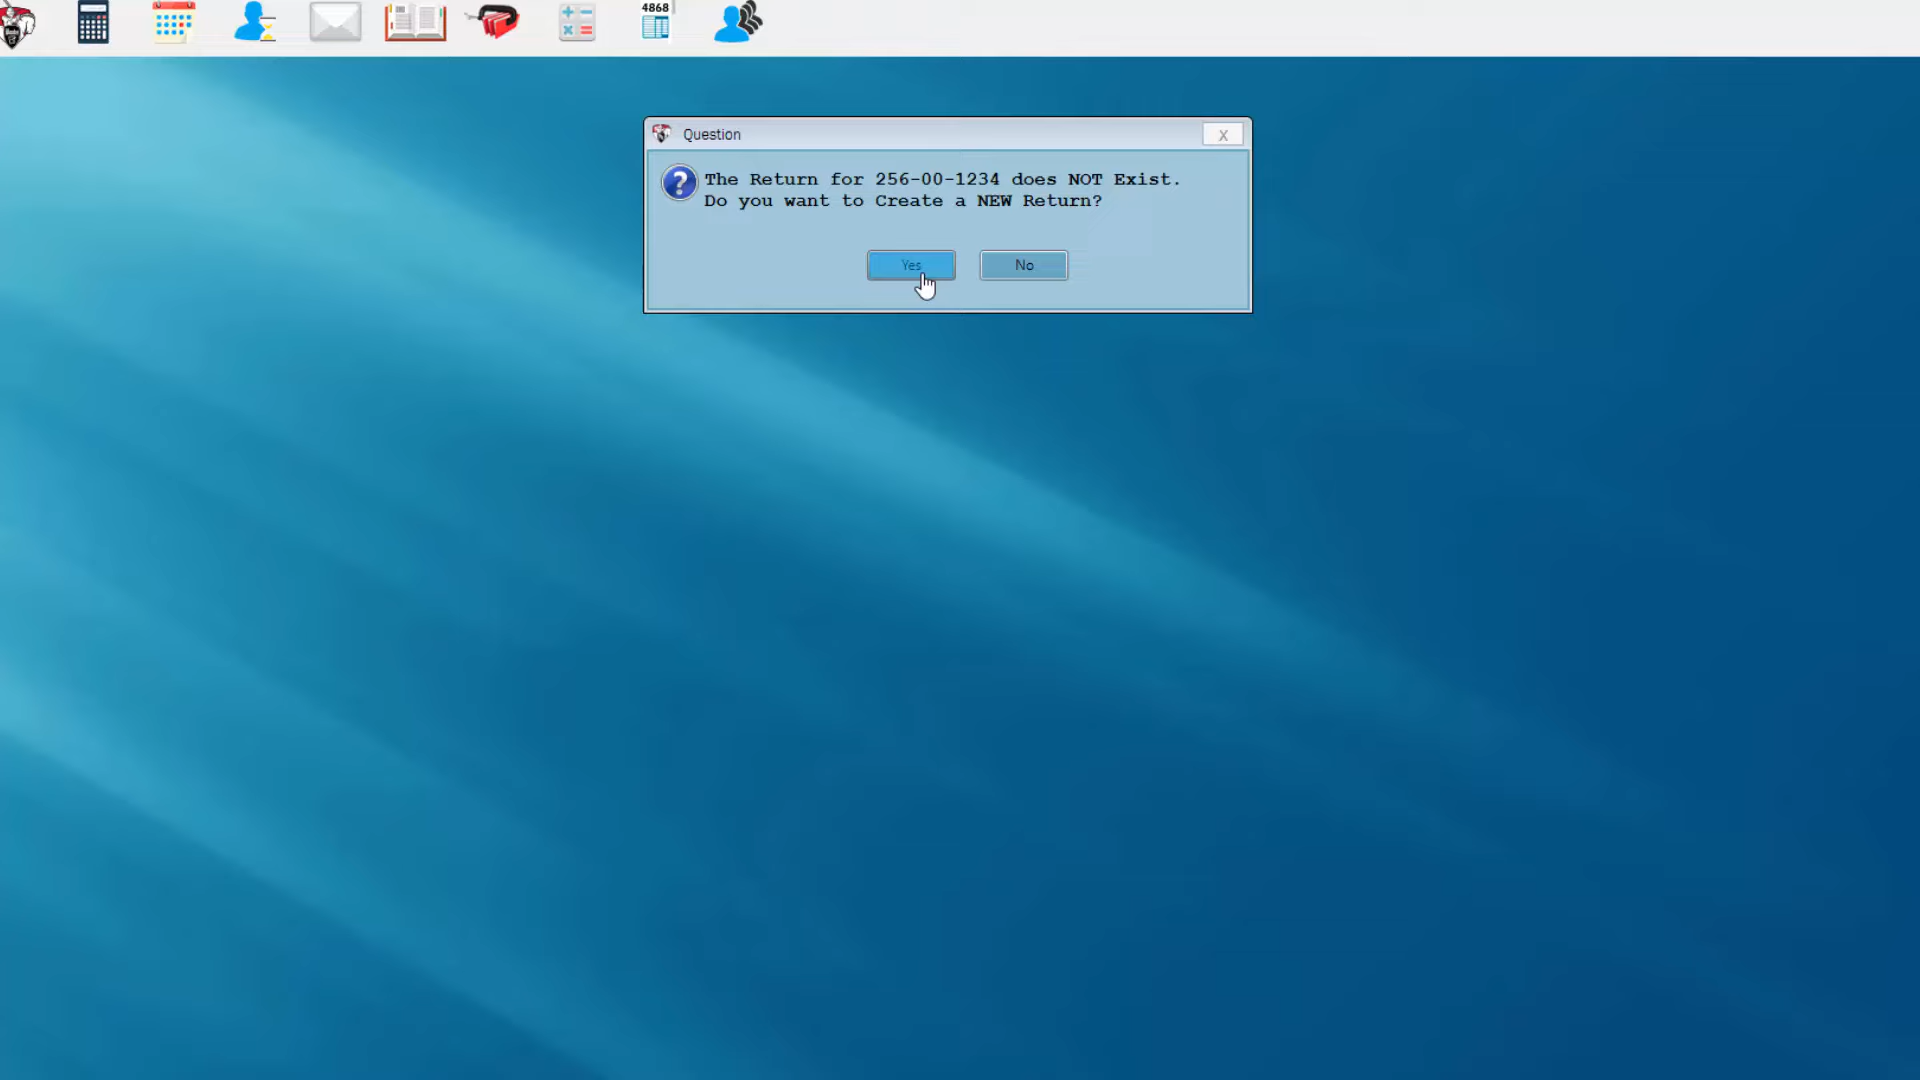 4868
Question
X
The Return for 256-00-1234 does NOT Exist.
Do you want to Create a NEW Return?
Yes
No